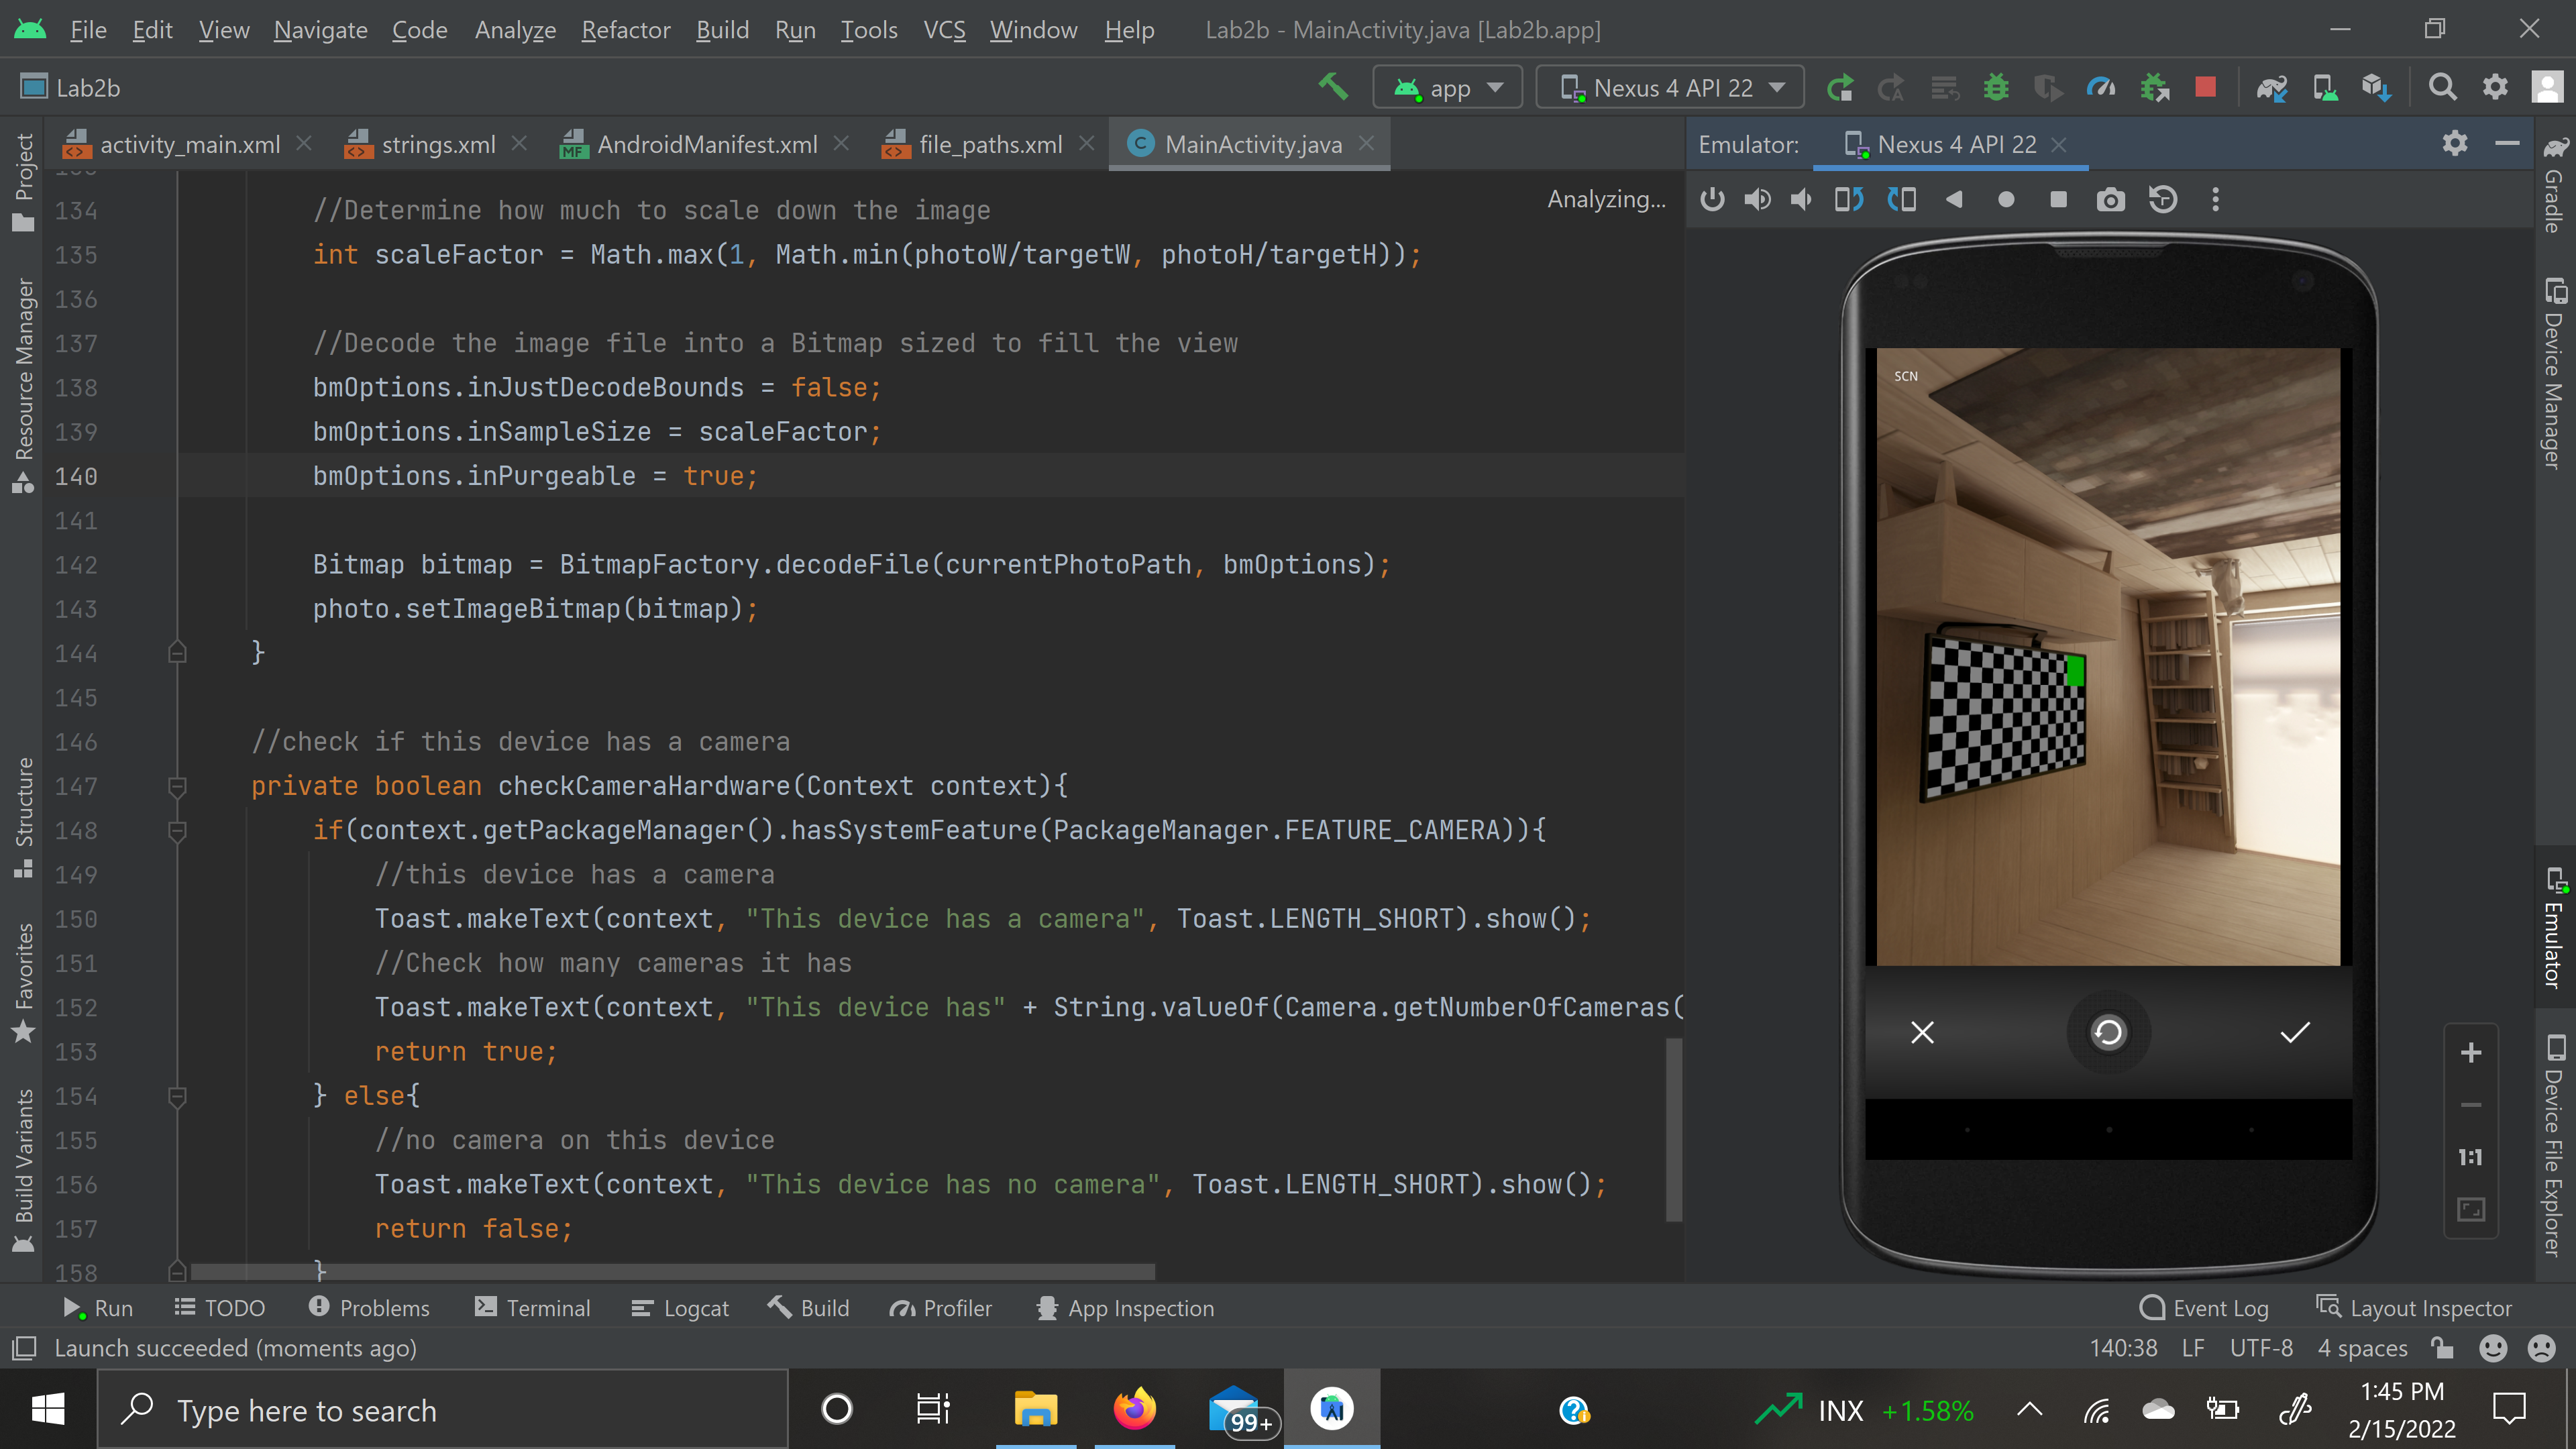 File Edit View Navigate Code Analyze Refactor Build Run Tools VCS Window Help Lab2b - MainActivity.java [Lab2b.app]
Lab2b app Nexus 4 API 22
activity_main.xml strings.xml AndroidManifest.xml file_paths.xml MainActivity.java
Emulator: Nexus 4 API 22
Analyzing...
134 //Determine how much to scale down the image
135 int scaleFactor = Math.max(1, Math.min(photoW/targetW, photoH/targetH));
136
137 //Decode the image file into a Bitmap sized to fill the view
138 bmOptions.inJustDecodeBounds = false;
139 bmOptions.inSampleSize = scaleFactor;
140 bmOptions.inPurgeable = true;
141
142 Bitmap bitmap = BitmapFactory.decodeFile(currentPhotoPath, bmOptions);
143 photo.setImageBitmap(bitmap);
144 }
145
146 //check if this device has a camera
147 private boolean checkCameraHardware(Context context){
148 if(context.getPackageManager().hasSystemFeature(PackageManager.FEATURE_CAMERA)){
149 //this device has a camera
150 Toast.makeText(context, "This device has a camera", Toast.LENGTH_SHORT).show();
151 //Check how many cameras it has
152 Toast.makeText(context, "This device has" + String.valueOf(Camera.getNumberOfCameras(
153 return true;
154 } else{
155 //no camera on this device
156 Toast.makeText(context, "This device has no camera", Toast.LENGTH_SHORT).show();
157 return false;
158 }
Project
Resource Manager
Structure
Favorites
Build Variants
SCN
1:1
Gradle
Device Manager
Emulator
Device File Explorer
Run TODO Problems Terminal Logcat Build Profiler App Inspection Event Log Layout Inspector
Launch succeeded (moments ago) 140:38 LF UTF-8 4 spaces
Type here to search 99+ INX +1.58% 1:45 PM
2/15/2022